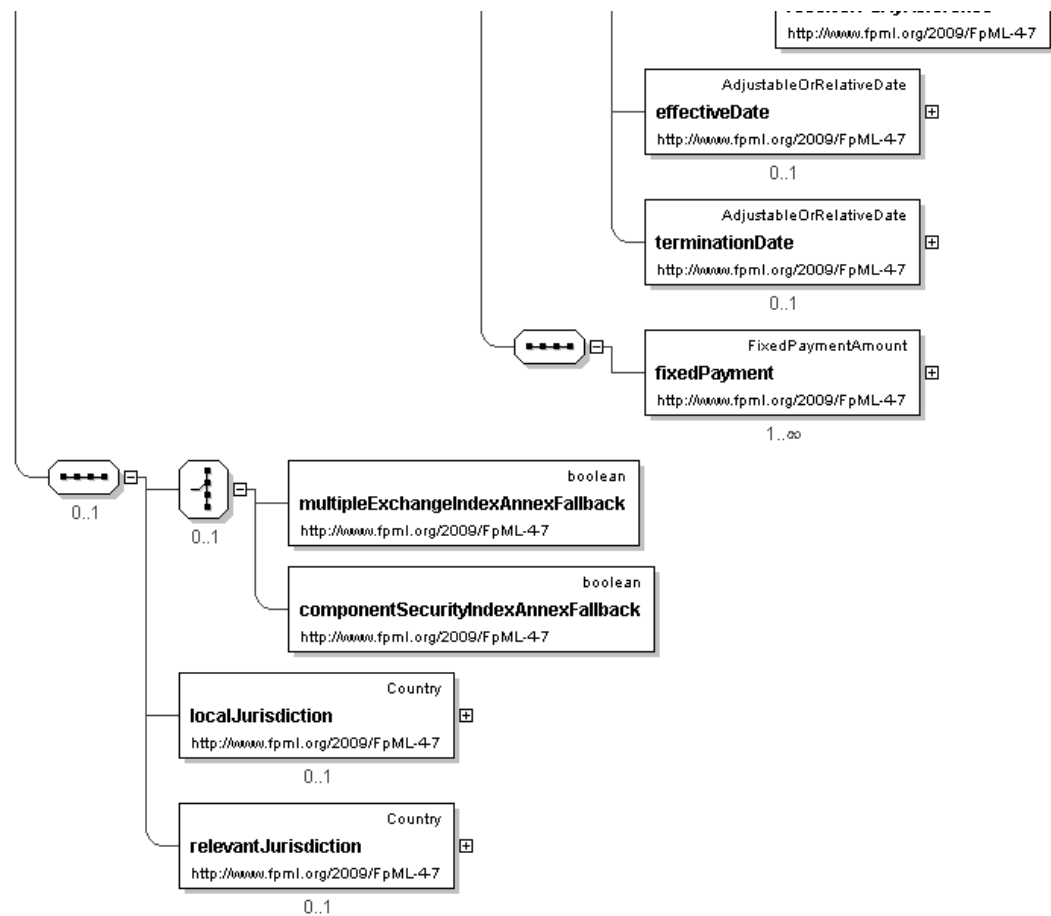 http://www.fpml.org/2009/FpML-4-7
AdjustableOrRelativeDate
effectiveDate
http://www.fpml.org/2009/FpML-4-7
0..1
AdjustableOrRelativeDate
terminationDate
http://www.fpml.org/2009/FpML-4-7
0..1
FixedPaymentAmount
fixedPayment
http://www.fpml.org/2009/FpML-4-7
1..∞
0..1
0..1
boolean
multipleExchangeIndexAnnexFallback
http://www.fpml.org/2009/FpML-4-7
boolean
componentSecurityIndexAnnexFallback
http://www.fpml.org/2009/FpML-4-7
Country
localJurisdiction
http://www.fpml.org/2009/FpML-4-7
0..1
Country
relevantJurisdiction
http://www.fpml.org/2009/FpML-4-7
0..1